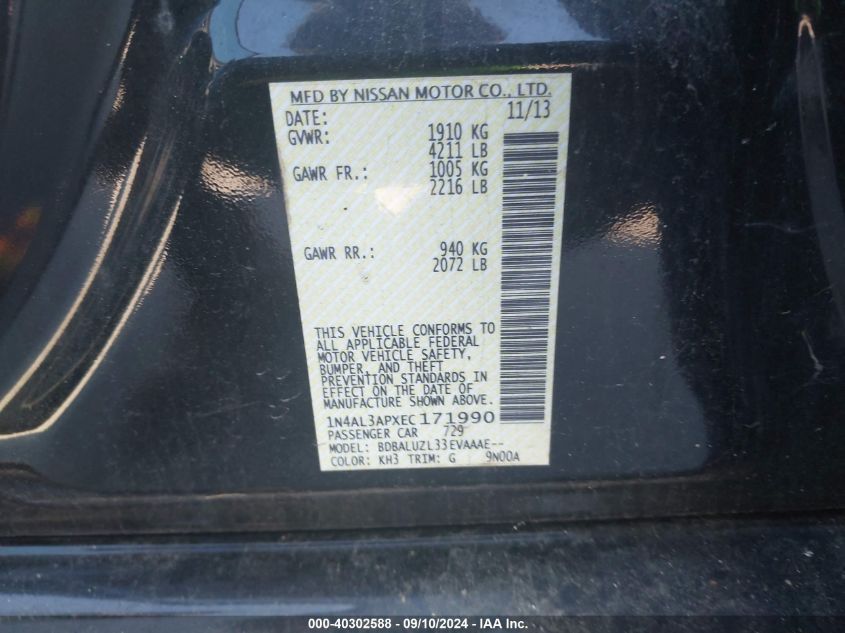 MFD BY NISSAN MOTOR CO., LTD.
DATE: 11/13
GVWR: 1910 KG
4211 LB
GAWR FR.: 1005 KG
2216 LB
GAWR RR.: 940 KG
2072 LB
THIS VEHICLE CONFORMS TO
ALL APPLICABLE FEDERAL
MOTOR VEHICLE SAFETY,
BUMPER, AND THEFT
PREVENTION STANDARDS IN
EFFECT ON THE DATE OF
MANUFACTURE SHOWN ABOVE.
1N4AL3APXEC171990
PASSENGER CAR 729
MODEL: BDBALUZL33EVAAAE--
COLOR: KH3 TRIM: G 9N00A
000-40302588 - 09/10/2024 - IAA Inc.